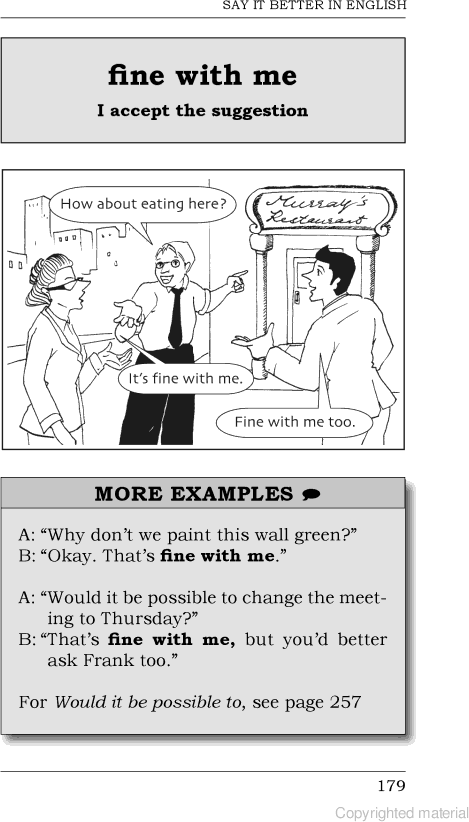 SAY IT BETTER IN ENGLISH
fine with me
I accept the suggestion
How about eating here?
Murray's
Restaurant
It's fine with me.
Fine with me too.
MORE EXAMPLES
A: “Why don’t we paint this wall green?”
B: “Okay. That’s fine with me.”
A: “Would it be possible to change the meet-
ing to Thursday?”
B: “That’s fine with me, but you’d better
ask Frank too.”
For Would it be possible to, see page 257
179
Copyrighted material